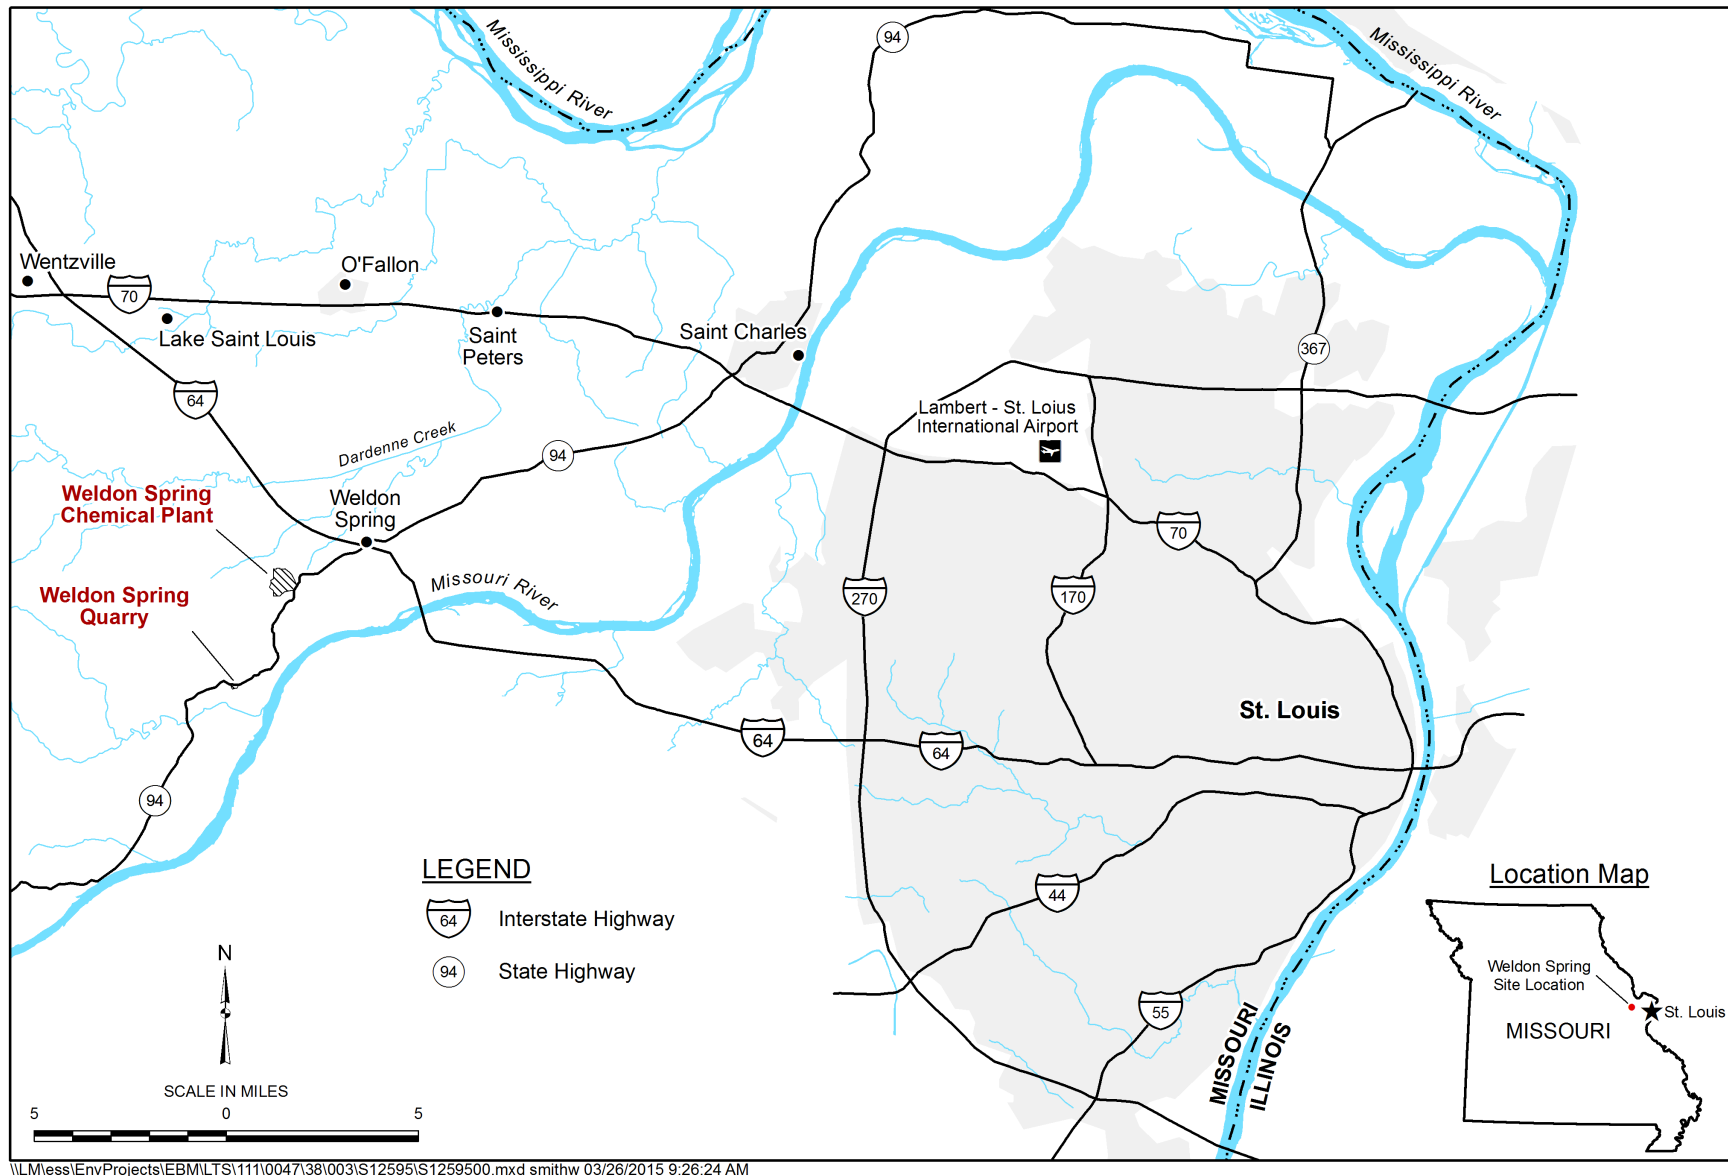 94
Mississippi River
Mississippi River
Wentzville
70
O'Fallon
Lake Saint Louis
Saint
Peters
Saint Charles
367
64
Lambert - St. Loius
International Airport
Dardenne Creek
94
Weldon Spring
Chemical Plant
Weldon
Spring
70
Missouri River
Weldon Spring
Quarry
270
170
St. Louis
64
64
94
LEGEND
64
Interstate Highway
94
State Highway
44
55
MISSOURI
ILLINOIS
Location Map
Weldon Spring
Site Location
St. Louis
MISSOURI
N
SCALE IN MILES
5 0 5
\\LM\ess\EnvProjects\EBM\LTS\111\0047\38\003\S12595\S1259500.mxd smithw 03/26/2015 9:26:24 AM